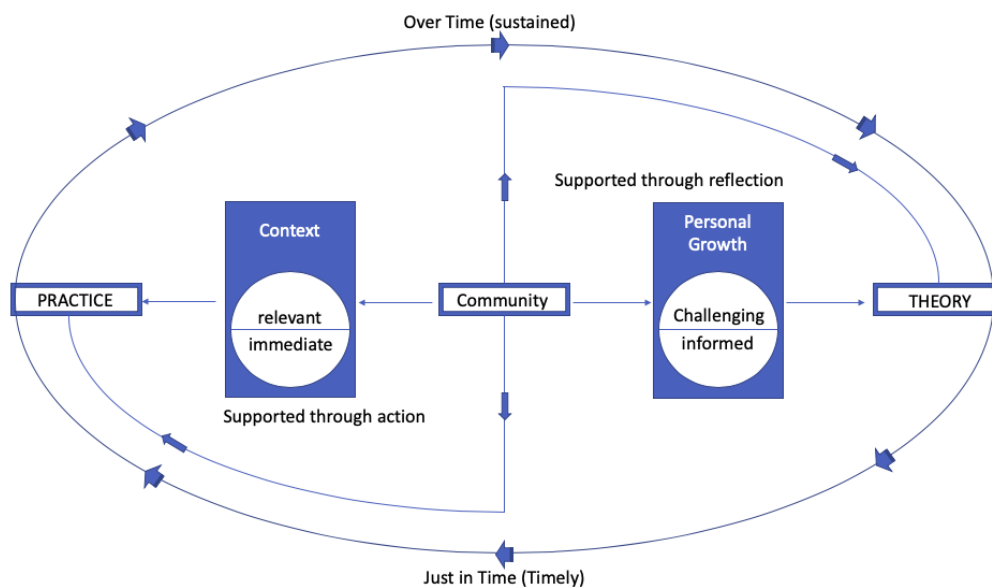 Over Time (sustained)
Supported through reflection
Context
Personal
Growth
PRACTICE
relevant
immediate
Community
Challenging
informed
THEORY
Supported through action
Just in Time (Timely)